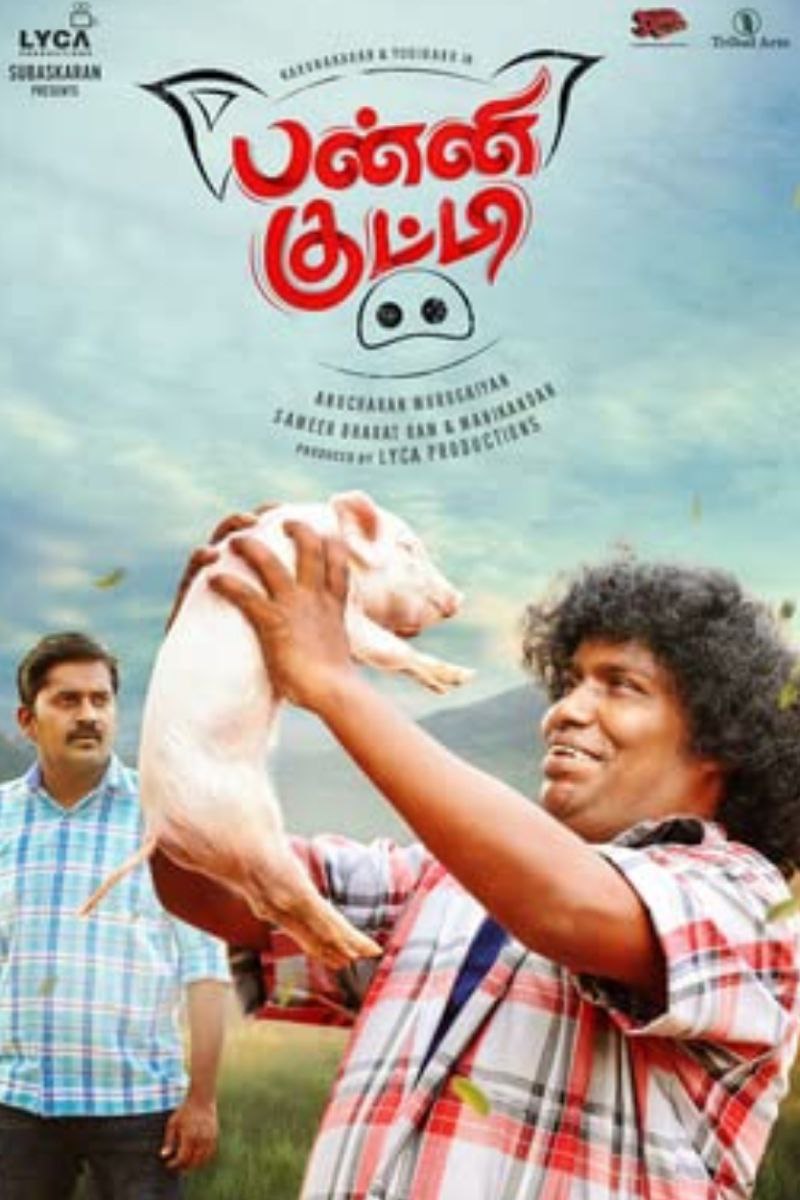 LYCA
PRODUCTIONS
SUBASKARAN
PRESENTS
Tribal Arts
KARUNAKARAN & YOGIBABU IN
பன்னி
குட்டி
ANUCHARAN MURUGAIYAN
SAMEER BHARAT RAM & MANIKANDAN
PRODUCED BY LYCA PRODUCTIONS